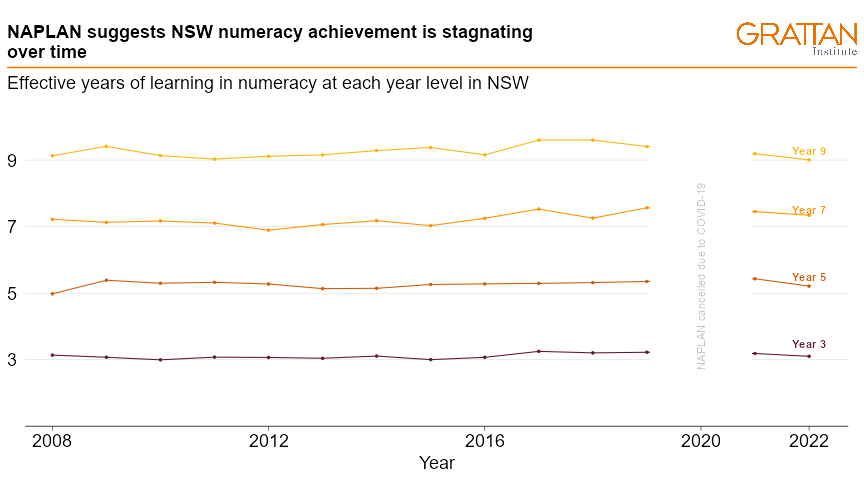 NAPLAN suggests NSW numeracy achievement is stagnating
over time
GRATTAN
Institute
Effective years of learning in numeracy at each year level in NSW
9
7
5
3
Year 9
Year 7
Year 5
Year 3
NAPLAN cancelled due to COVID-19
2008
2012
2016
2020
2022
Year